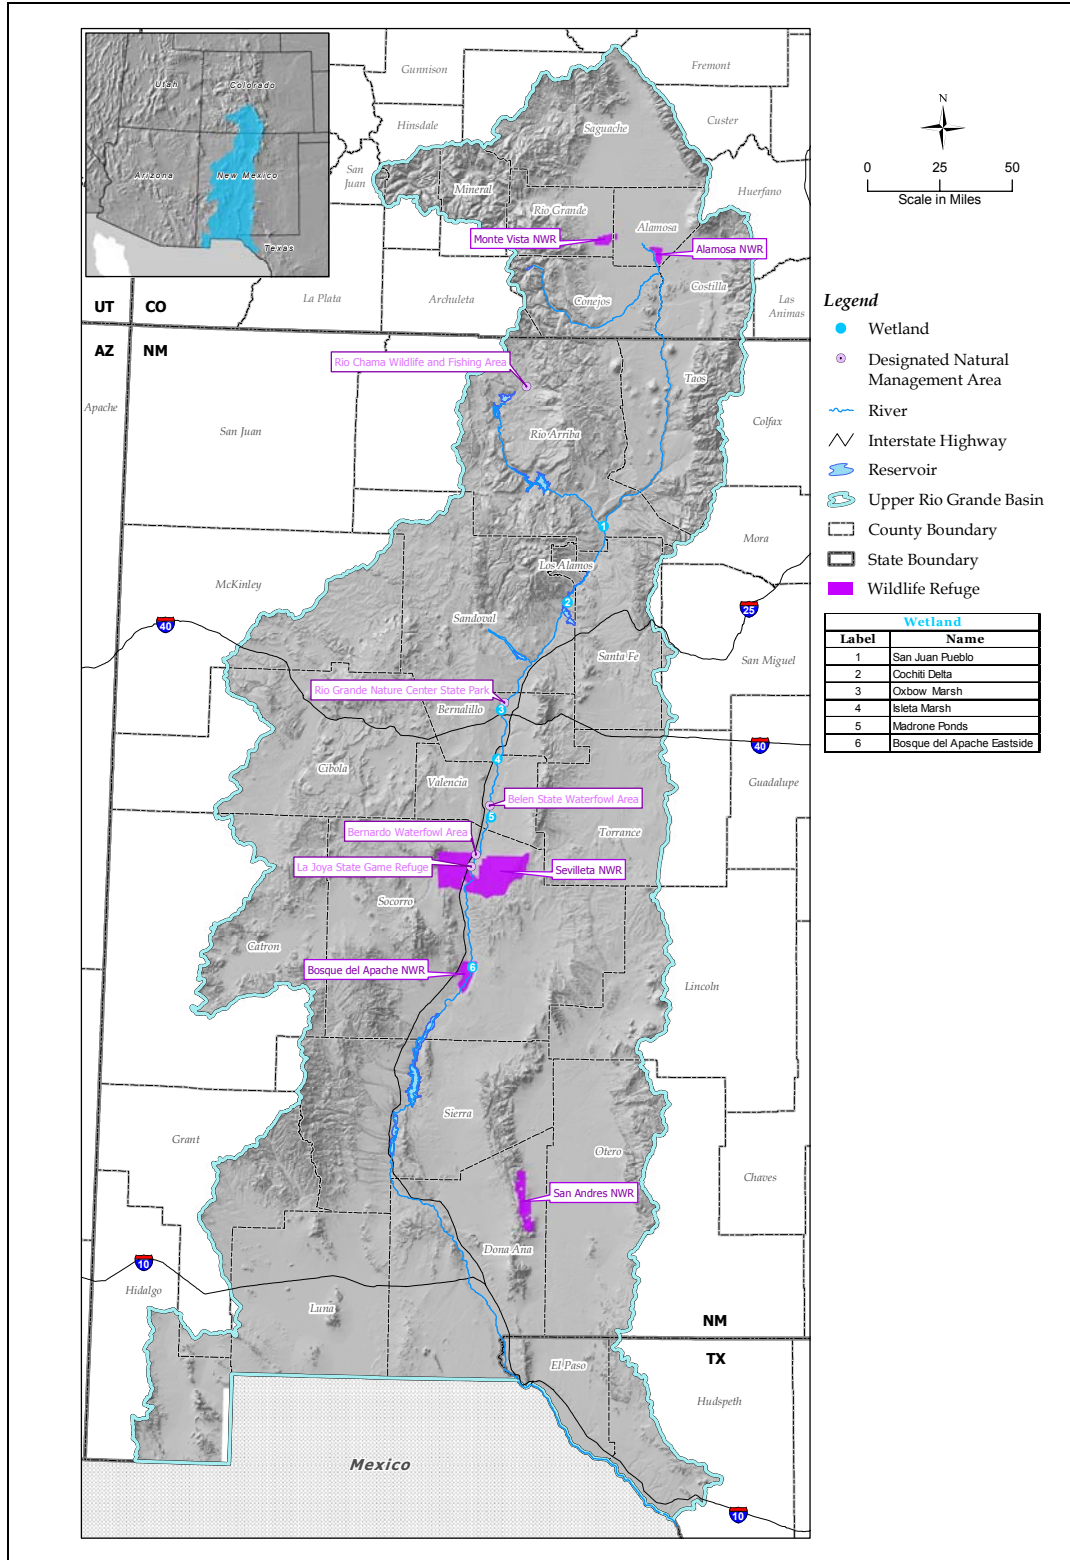 Utah
Colorado
Arizona
New Mexico
Texas
Gunnison
Fremont
Saguache
Hinsdale
Custer
San
Juan
Mineral
Huerfano
Rio Grande
Alamosa
Monte Vista NWR
Alamosa NWR
Costilla
La Plata
Archuleta
Conejos
Las
Animas
UT
CO
AZ
NM
Rio Chama Wildlife and Fishing Area
Taos
Apache
San Juan
Rio Arriba
Colfax
1
Mora
Los Alamos
McKinley
2
Sandoval
25
40
Santa Fe
San Miguel
Rio Grande Nature Center State Park
3
Bernalillo
40
4
Cibola
Valencia
Guadalupe
Belen State Waterfowl Area
5
Bernardo Waterfowl Area
Torrance
La Joya State Game Refuge
Sevilleta NWR
Socorro
Catron
Bosque del Apache NWR
6
Lincoln
Sierra
Grant
Otero
Chaves
San Andres NWR
Dona Ana
10
Hidalgo
Luna
NM
TX
El Paso
Hudspeth
Mexico
10
N
0 25 50
Scale in Miles
Legend
Wetland
Designated Natural
Management Area
River
Interstate Highway
Reservoir
Upper Rio Grande Basin
County Boundary
State Boundary
Wildlife Refuge
Wetland
Label Name
1 San Juan Pueblo
2 Cochiti Delta
3 Oxbow Marsh
4 Isleta Marsh
5 Madrone Ponds
6 Bosque del Apache Eastside